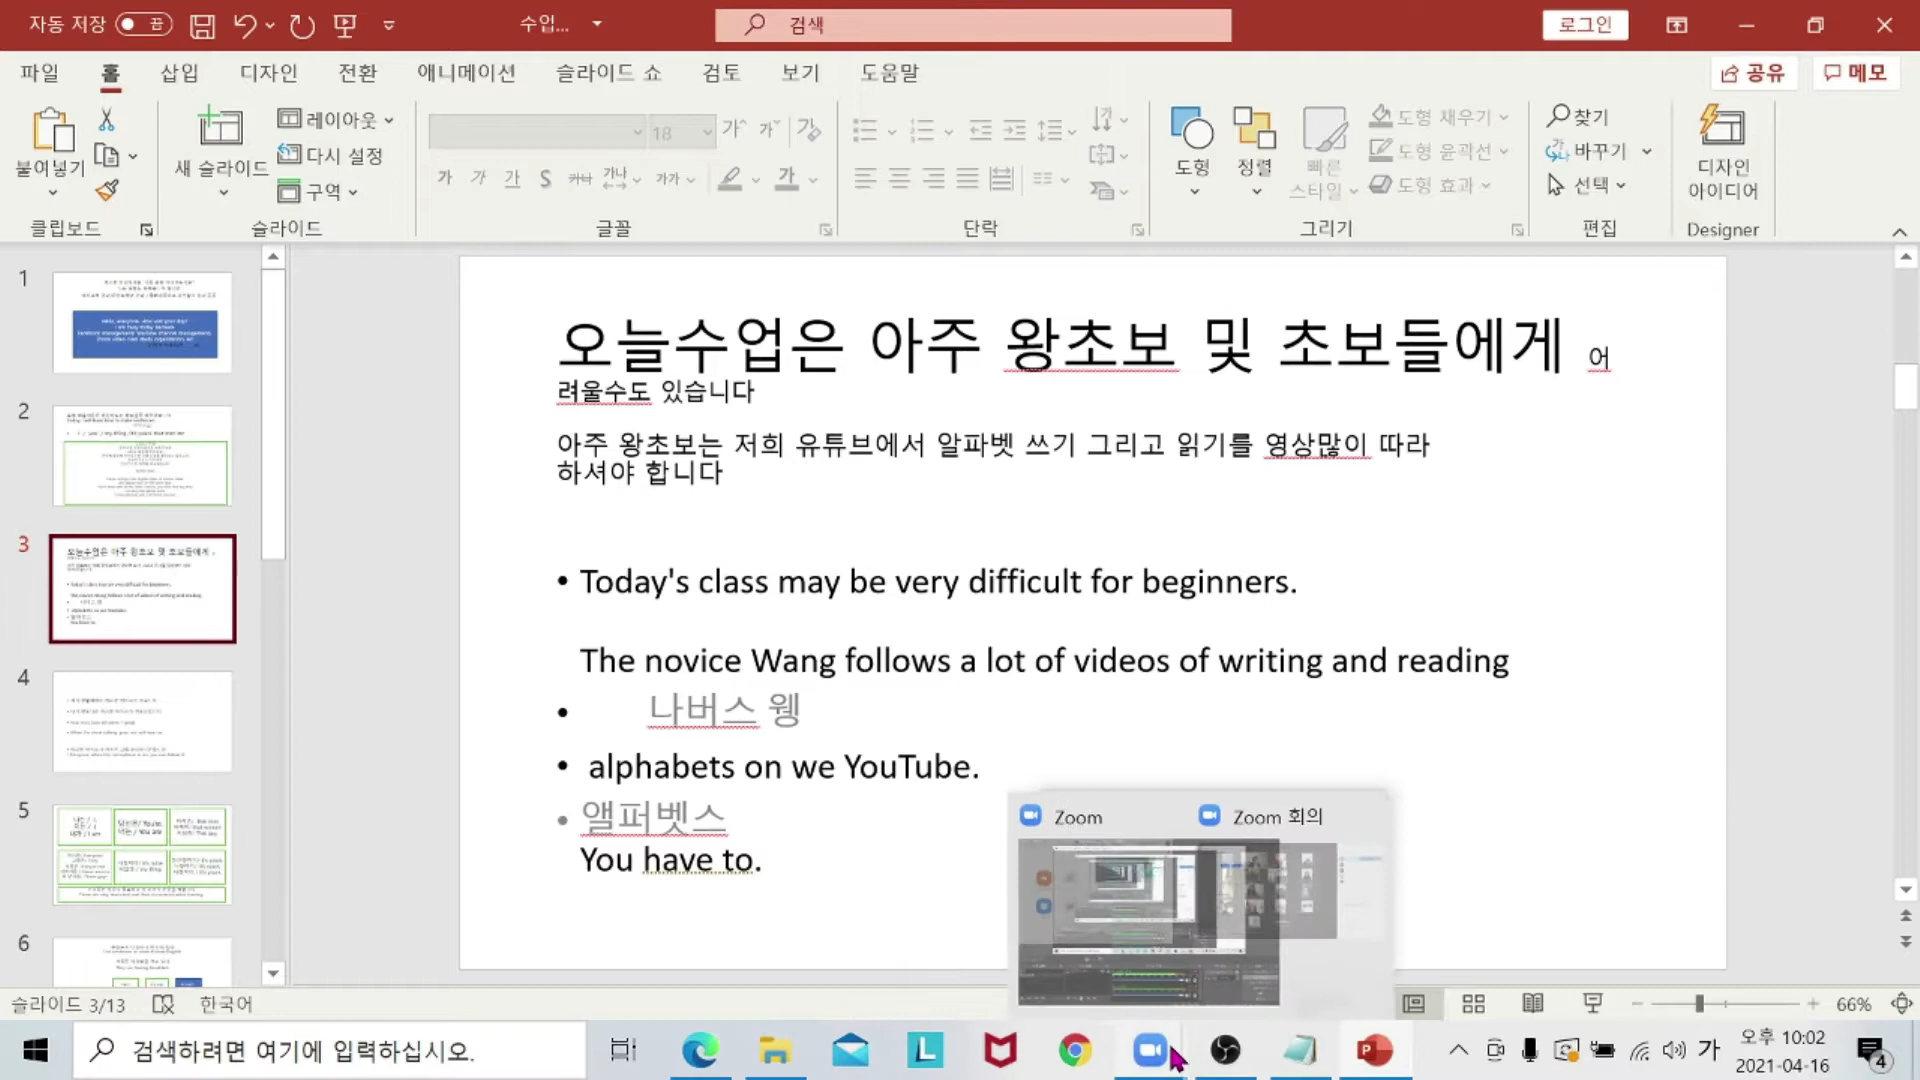 자동 저장 끔
수입...
검색
로그인
파일 홈 삽입 디자인 전환 애니메이션 슬라이드 쇼 검토 보기 도움말
공유 메모
붙여넣기
클립보드
새 슬라이드
레이아웃
다시 설정
구역
슬라이드
18
글꼴
단락
도형
정렬
빠른 스타일
도형 채우기
도형 윤곽선
도형 효과
그리기
찾기
바꾸기
선택
편집
디자인
아이디어
Designer
1
2
3
4
5
6
오늘수업은 아주 왕초보 및 초보들에게 어
려울수도 있습니다
아주 왕초보는 저희 유튜브에서 알파벳 쓰기 그리고 읽기를 영상많이 따라
하셔야 합니다
• Today's class may be very difficult for beginners.
The novice Wang follows a lot of videos of writing and reading
• 나버스 웽
• alphabets on we YouTube.
• 앨퍼벳스
You have to.
Zoom
Zoom 회의
슬라이드 3/13 한국어
66%
검색하려면 여기에 입력하십시오.
가
오후 10:02
2021-04-16
4